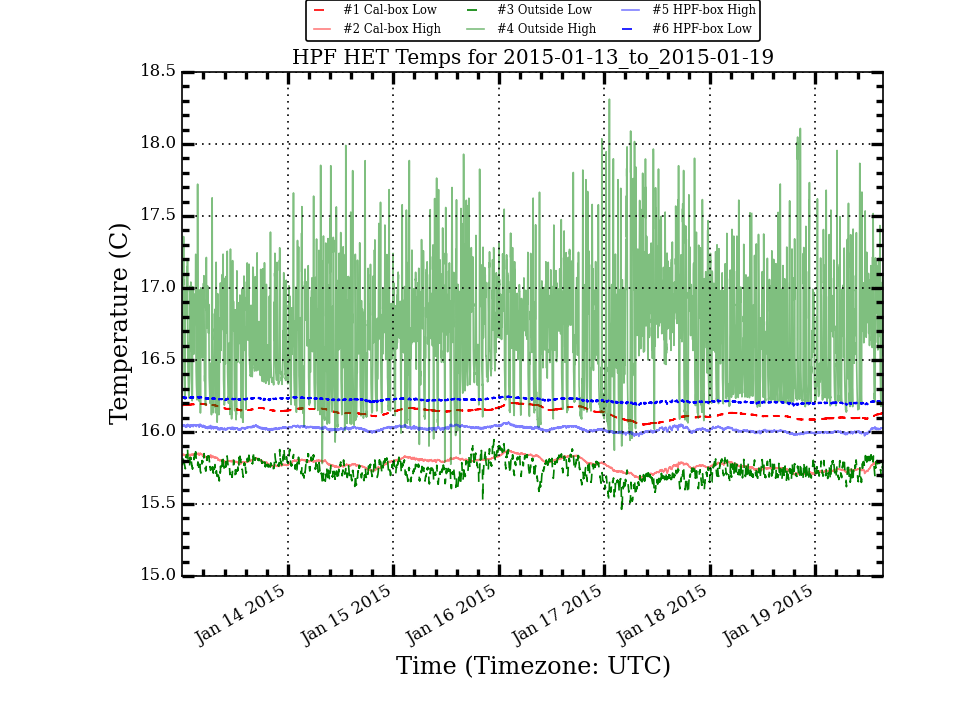 #1 Cal-box Low #3 Outside Low #5 HPF-box High
#2 Cal-box High #4 Outside High #6 HPF-box Low
HPF HET Temps for 2015-01-13_to_2015-01-19
18.5
18.0
17.5
17.0
16.5
16.0
15.5
15.0
Temperature (C)
Jan 14 2015 Jan 15 2015 Jan 16 2015 Jan 17 2015 Jan 18 2015 Jan 19 2015
Time (Timezone: UTC)